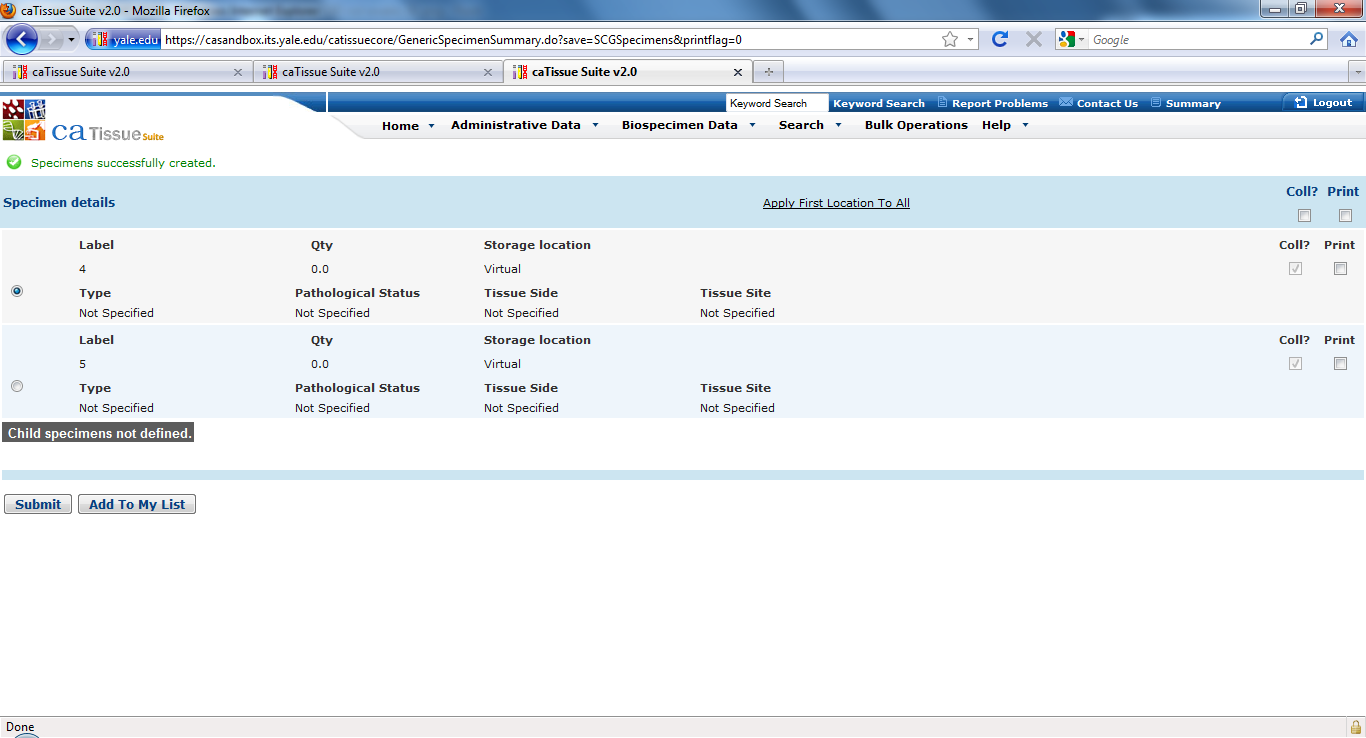 caTissue Suite v2.0 - Mozilla Firefox
yale.edu https://casandbox.its.yale.edu/catissuecore/GenericSpecimenSummary.do?save=SCGSpecimens&printflag=0 Google
caTissue Suite v2.0 caTissue Suite v2.0 caTissue Suite v2.0
Keyword Search Keyword Search Report Problems Contact Us Summary Logout
ca Tissue Suite
Home Administrative Data Biospecimen Data Search Bulk Operations Help
Specimens successfully created.
Specimen details Apply First Location To All Coll? Print
Label Qty Storage location Coll? Print
4 0.0 Virtual
Type Pathological Status Tissue Side Tissue Site
Not Specified Not Specified Not Specified Not Specified
Label Qty Storage location Coll? Print
5 0.0 Virtual
Type Pathological Status Tissue Side Tissue Site
Not Specified Not Specified Not Specified Not Specified
Child specimens not defined.
Submit Add To My List
Done